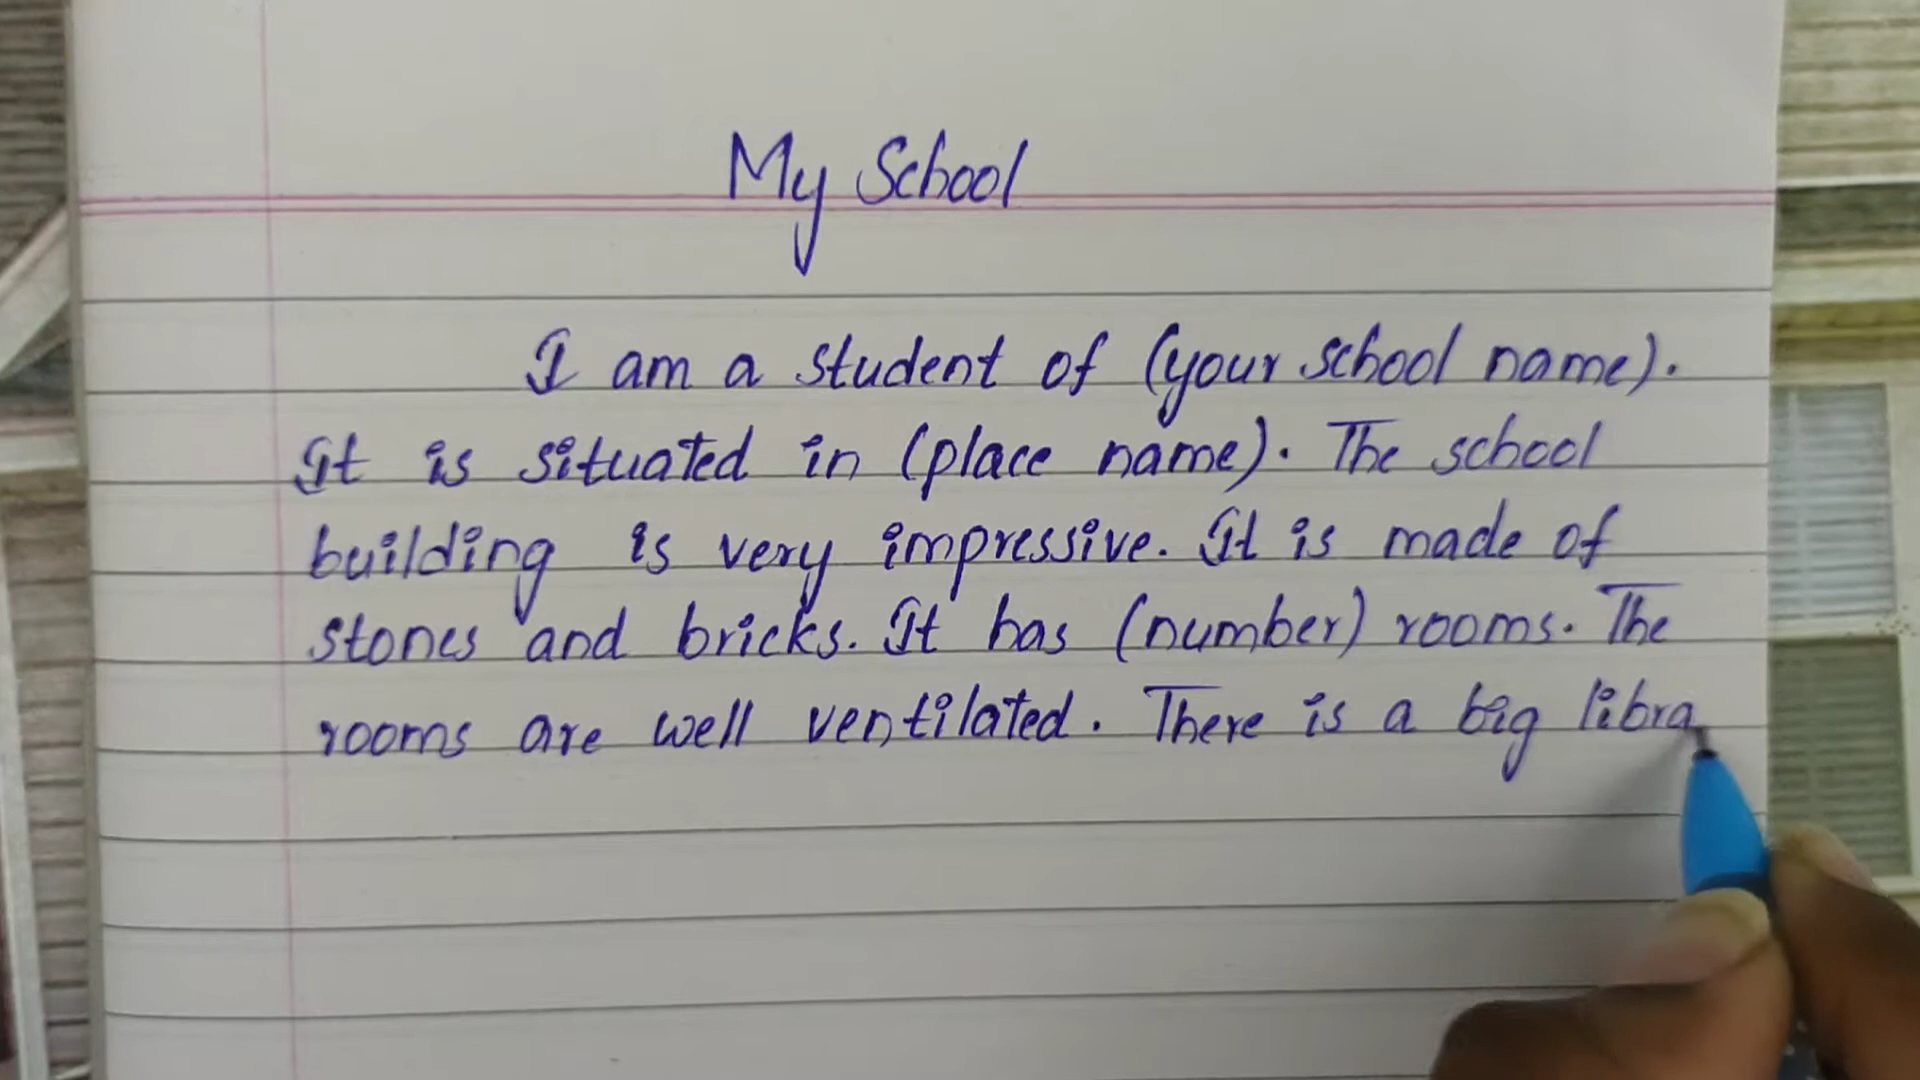 My School
I am a student of (your school name).
It is situated in (place name). The school
building is very impressive. It is made of
stones and bricks. It has (number) rooms. The
rooms are well ventilated. There is a big libra